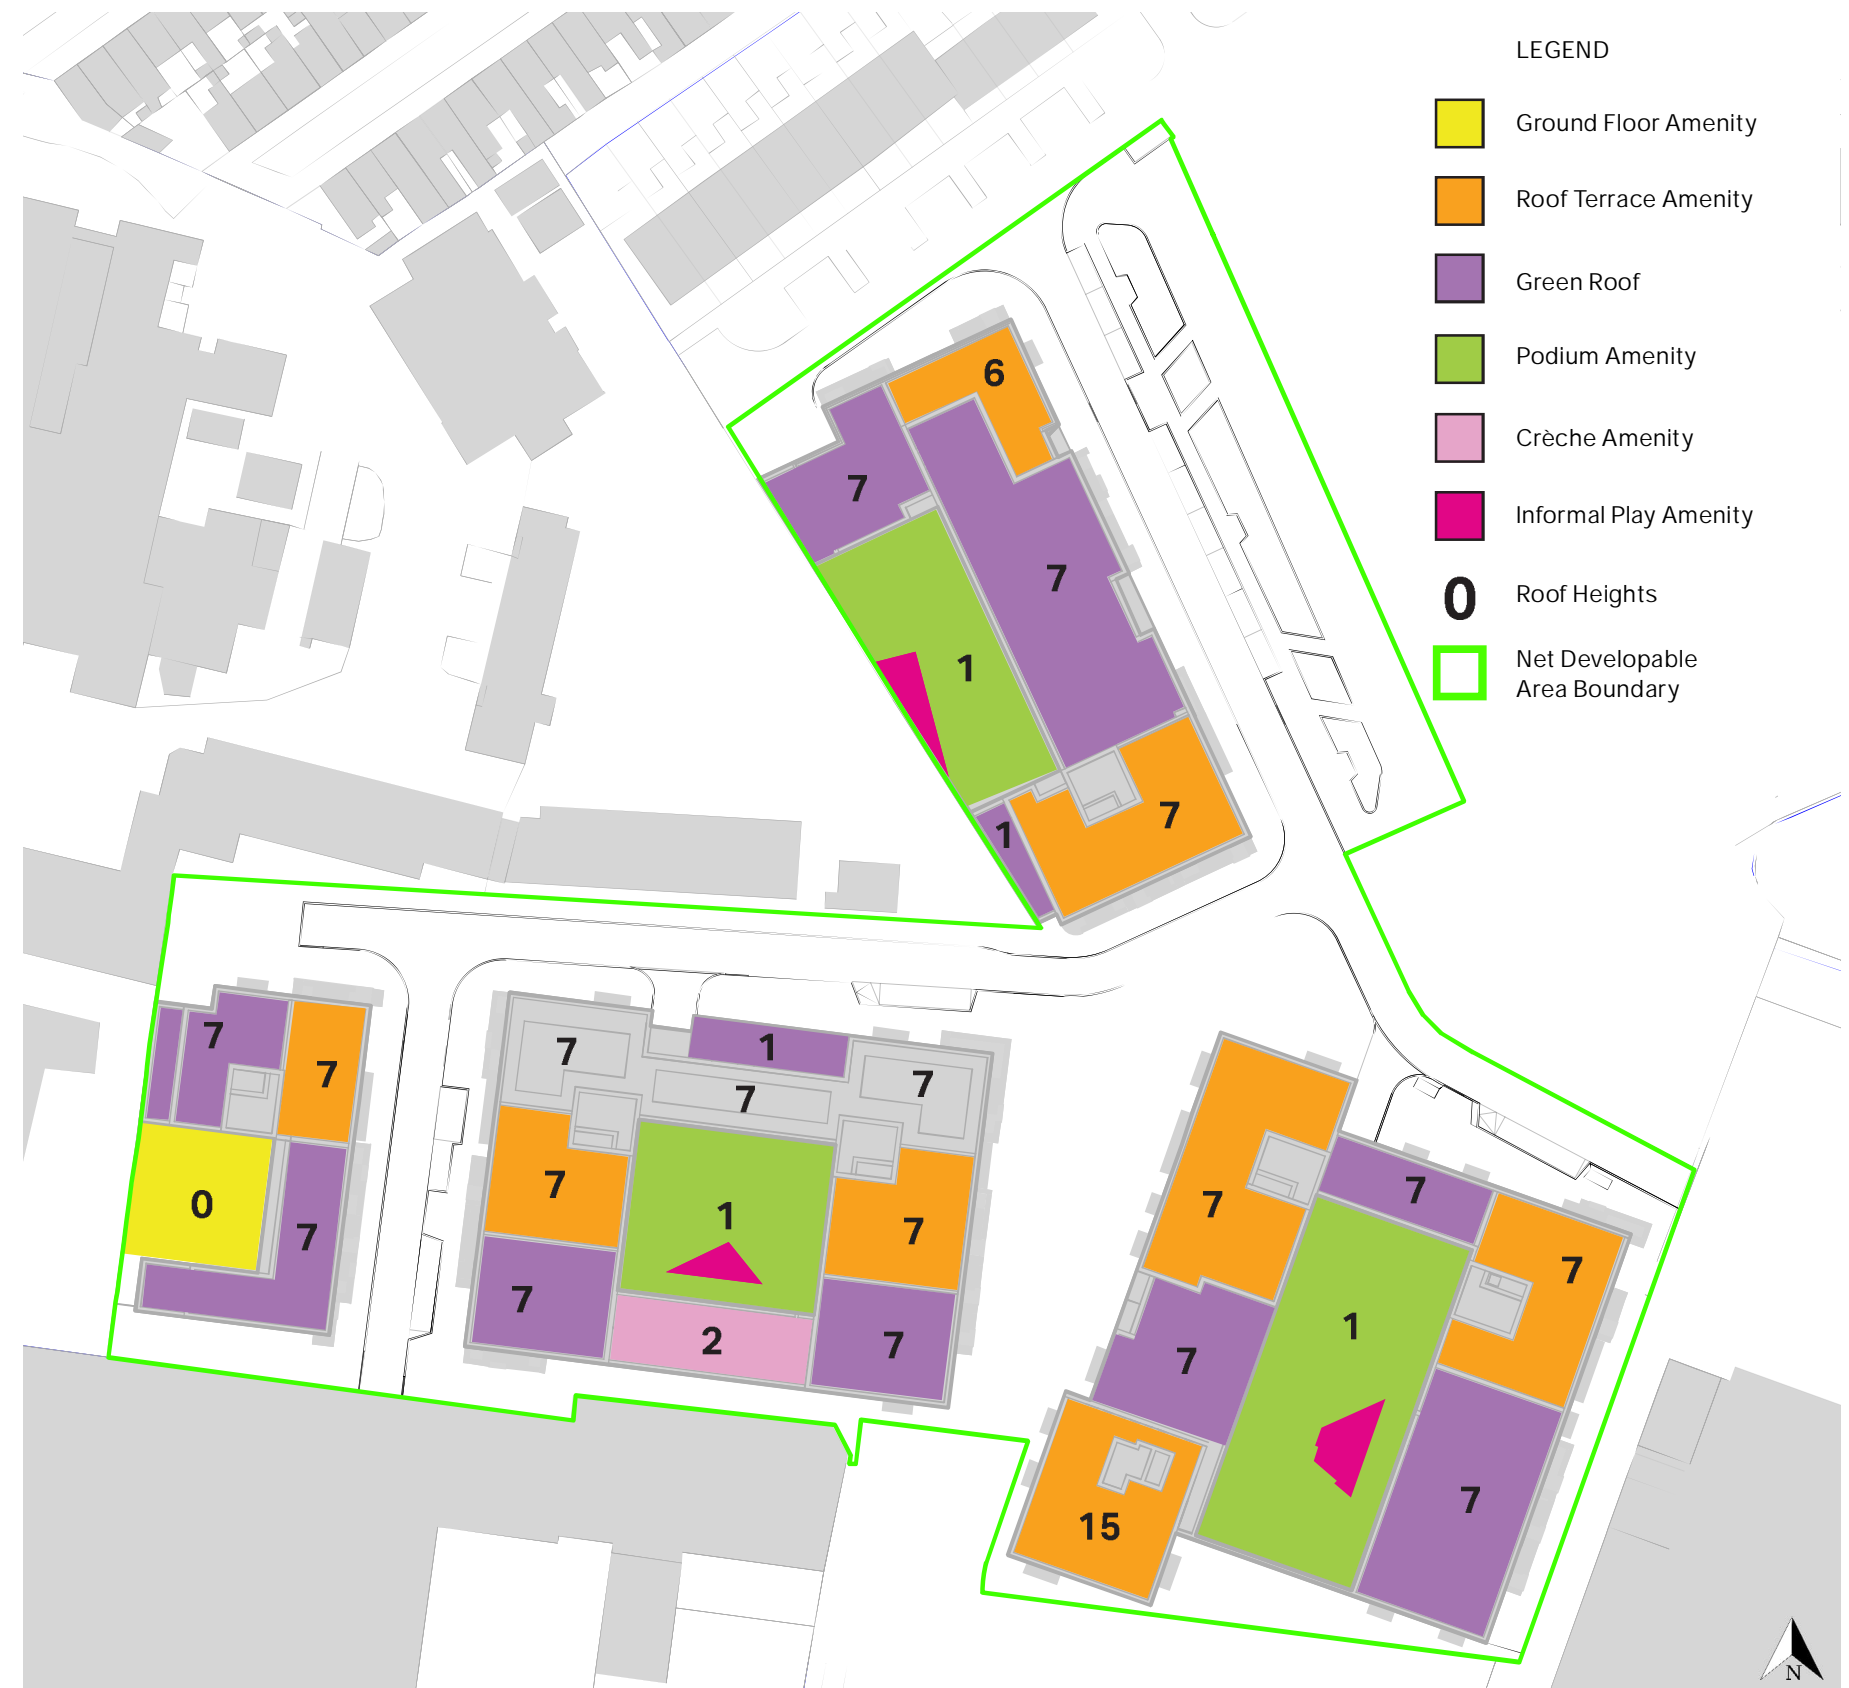 LEGEND
Ground Floor Amenity
Roof Terrace Amenity
Green Roof
Podium Amenity
Crèche Amenity
Informal Play Amenity
0 Roof Heights
Net Developable
Area Boundary
6
7
7
1
7
1
7
7
7
1
7
7
7
0
7
7
1
7
7
2
7
7
7
7
1
7
7
15
N